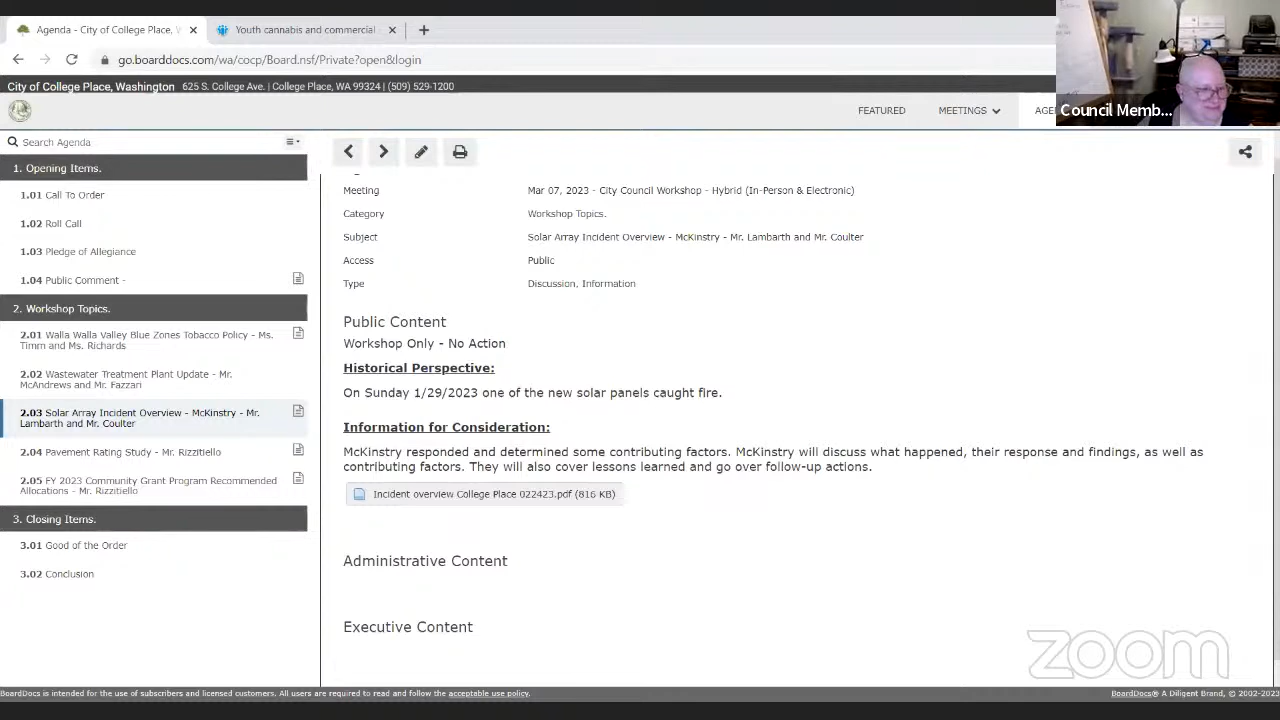 Agenda - City of College Place, W
Youth cannabis and commercial
go.boarddocs.com/wa/cocp/Board.nsf/Private?open&login
City of College Place, Washington 625 S. College Ave. | College Place, WA 99324 | (509) 529-1200
FEATURED
MEETINGS
AGE
Council Memb...
Search Agenda
1. Opening Items.
1.01 Call To Order
1.02 Roll Call
1.03 Pledge of Allegiance
1.04 Public Comment -
2. Workshop Topics.
2.01 Walla Walla Valley Blue Zones Tobacco Policy - Ms.
Timm and Ms. Richards
2.02 Wastewater Treatment Plant Update - Mr.
McAndrews and Mr. Fazzari
2.03 Solar Array Incident Overview - McKinstry - Mr.
Lambarth and Mr. Coulter
2.04 Pavement Rating Study - Mr. Rizzitiello
2.05 FY 2023 Community Grant Program Recommended
Allocations - Mr. Rizzitiello
3. Closing Items.
3.01 Good of the Order
3.02 Conclusion
Meeting Mar 07, 2023 - City Council Workshop - Hybrid (In-Person & Electronic)
Category Workshop Topics.
Subject Solar Array Incident Overview - McKinstry - Mr. Lambarth and Mr. Coulter
Access Public
Type Discussion, Information
Public Content
Workshop Only - No Action
Historical Perspective:
On Sunday 1/29/2023 one of the new solar panels caught fire.
Information for Consideration:
McKinstry responded and determined some contributing factors. McKinstry will discuss what happened, their response and findings, as well as
contributing factors. They will also cover lessons learned and go over follow-up actions.
Incident overview College Place 022423.pdf (816 KB)
Administrative Content
Executive Content
zoom
BoardDocs is intended for the use of subscribers and licensed customers. All users are required to read and follow the acceptable use policy.
BoardDocs® A Diligent Brand, © 2002-2023